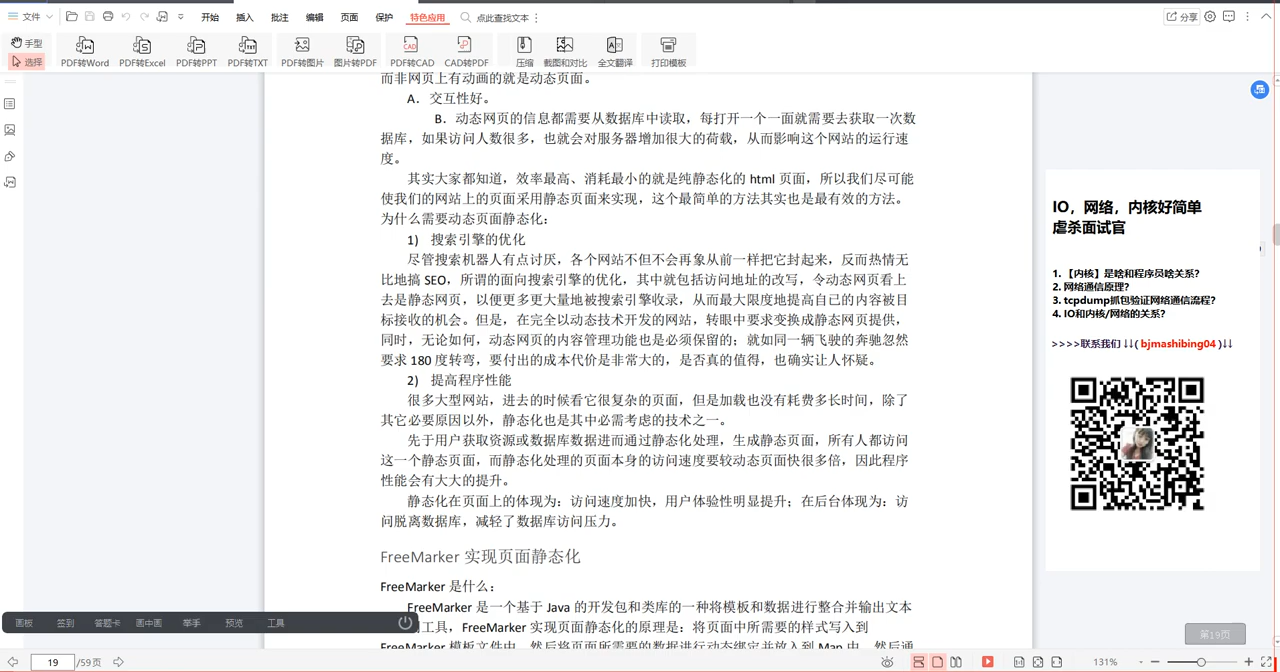 文件
开始 插入 批注 编辑 页面 保护 特色应用 点此查找文本
分享
手型
选择
PDF转Word PDF转Excel PDF转PPT PDF转TXT PDF转图片 图片转PDF PDF转CAD CAD转PDF 压缩 截图和对比 全文翻译 打印模板
而非网页上有动画的就是动态页面。
A．交互性好。
B．动态网页的信息都需要从数据库中读取，每打开一个一面就需要去获取一次数
据库，如果访问人数很多，也就会对服务器增加很大的荷载，从而影响这个网站的运行速
度。
其实大家都知道，效率最高、消耗最小的就是纯静态化的 html 页面，所以我们尽可能
使我们的网站上的页面采用静态页面来实现，这个最简单的方法其实也是最有效的方法。
为什么需要动态页面静态化：
1） 搜索引擎的优化
尽管搜索机器人有点讨厌，各个网站不但不会再象从前一样把它封起来，反而热情无
比地搞 SEO，所谓的面向搜索引擎的优化，其中就包括访问地址的改写，令动态网页看上
去是静态网页，以便更多更大量地被搜索引擎收录，从而最大限度地提高自己的内容被目
标接收的机会。但是，在完全以动态技术开发的网站，转眼中要求变换成静态网页提供，
同时，无论如何，动态网页的内容管理功能也是必须保留的；就如同一辆飞驶的奔驰忽然
要求 180 度转弯，要付出的成本代价是非常大的，是否真的值得，也确实让人怀疑。
2） 提高程序性能
很多大型网站，进去的时候看它很复杂的页面，但是加载也没有耗费多长时间，除了
其它必要原因以外，静态化也是其中必需考虑的技术之一。
先于用户获取资源或数据库数据进而通过静态化处理，生成静态页面，所有人都访问
这一个静态页面，而静态化处理的页面本身的访问速度要较动态页面快很多倍，因此程序
性能会有大大的提升。
静态化在页面上的体现为：访问速度加快，用户体验性明显提升；在后台体现为：访
问脱离数据库，减轻了数据库访问压力。
FreeMarker 实现页面静态化
FreeMarker 是什么：
FreeMarker 是一个基于 Java 的开发包和类库的一种将模板和数据进行整合并输出文本
工具，FreeMarker 实现页面静态化的原理是：将页面中所需要的样式写入到
FreeMarker 模板文件中，然后将页面所需要的数据进行动态绑定并放入到 Map 中，然后通
IO，网络，内核好简单
虐杀面试官
1.【内核】是啥和程序员啥关系？
2. 网络通信原理？
3. tcpdump抓包验证网络通信流程？
4. IO和内核/网络的关系？
>>>>联系我们↓↓( bjmashibing04 )↓↓
画板 签到 答题卡 画中画 举手 预览 工具
第19页
19 /59页
131%